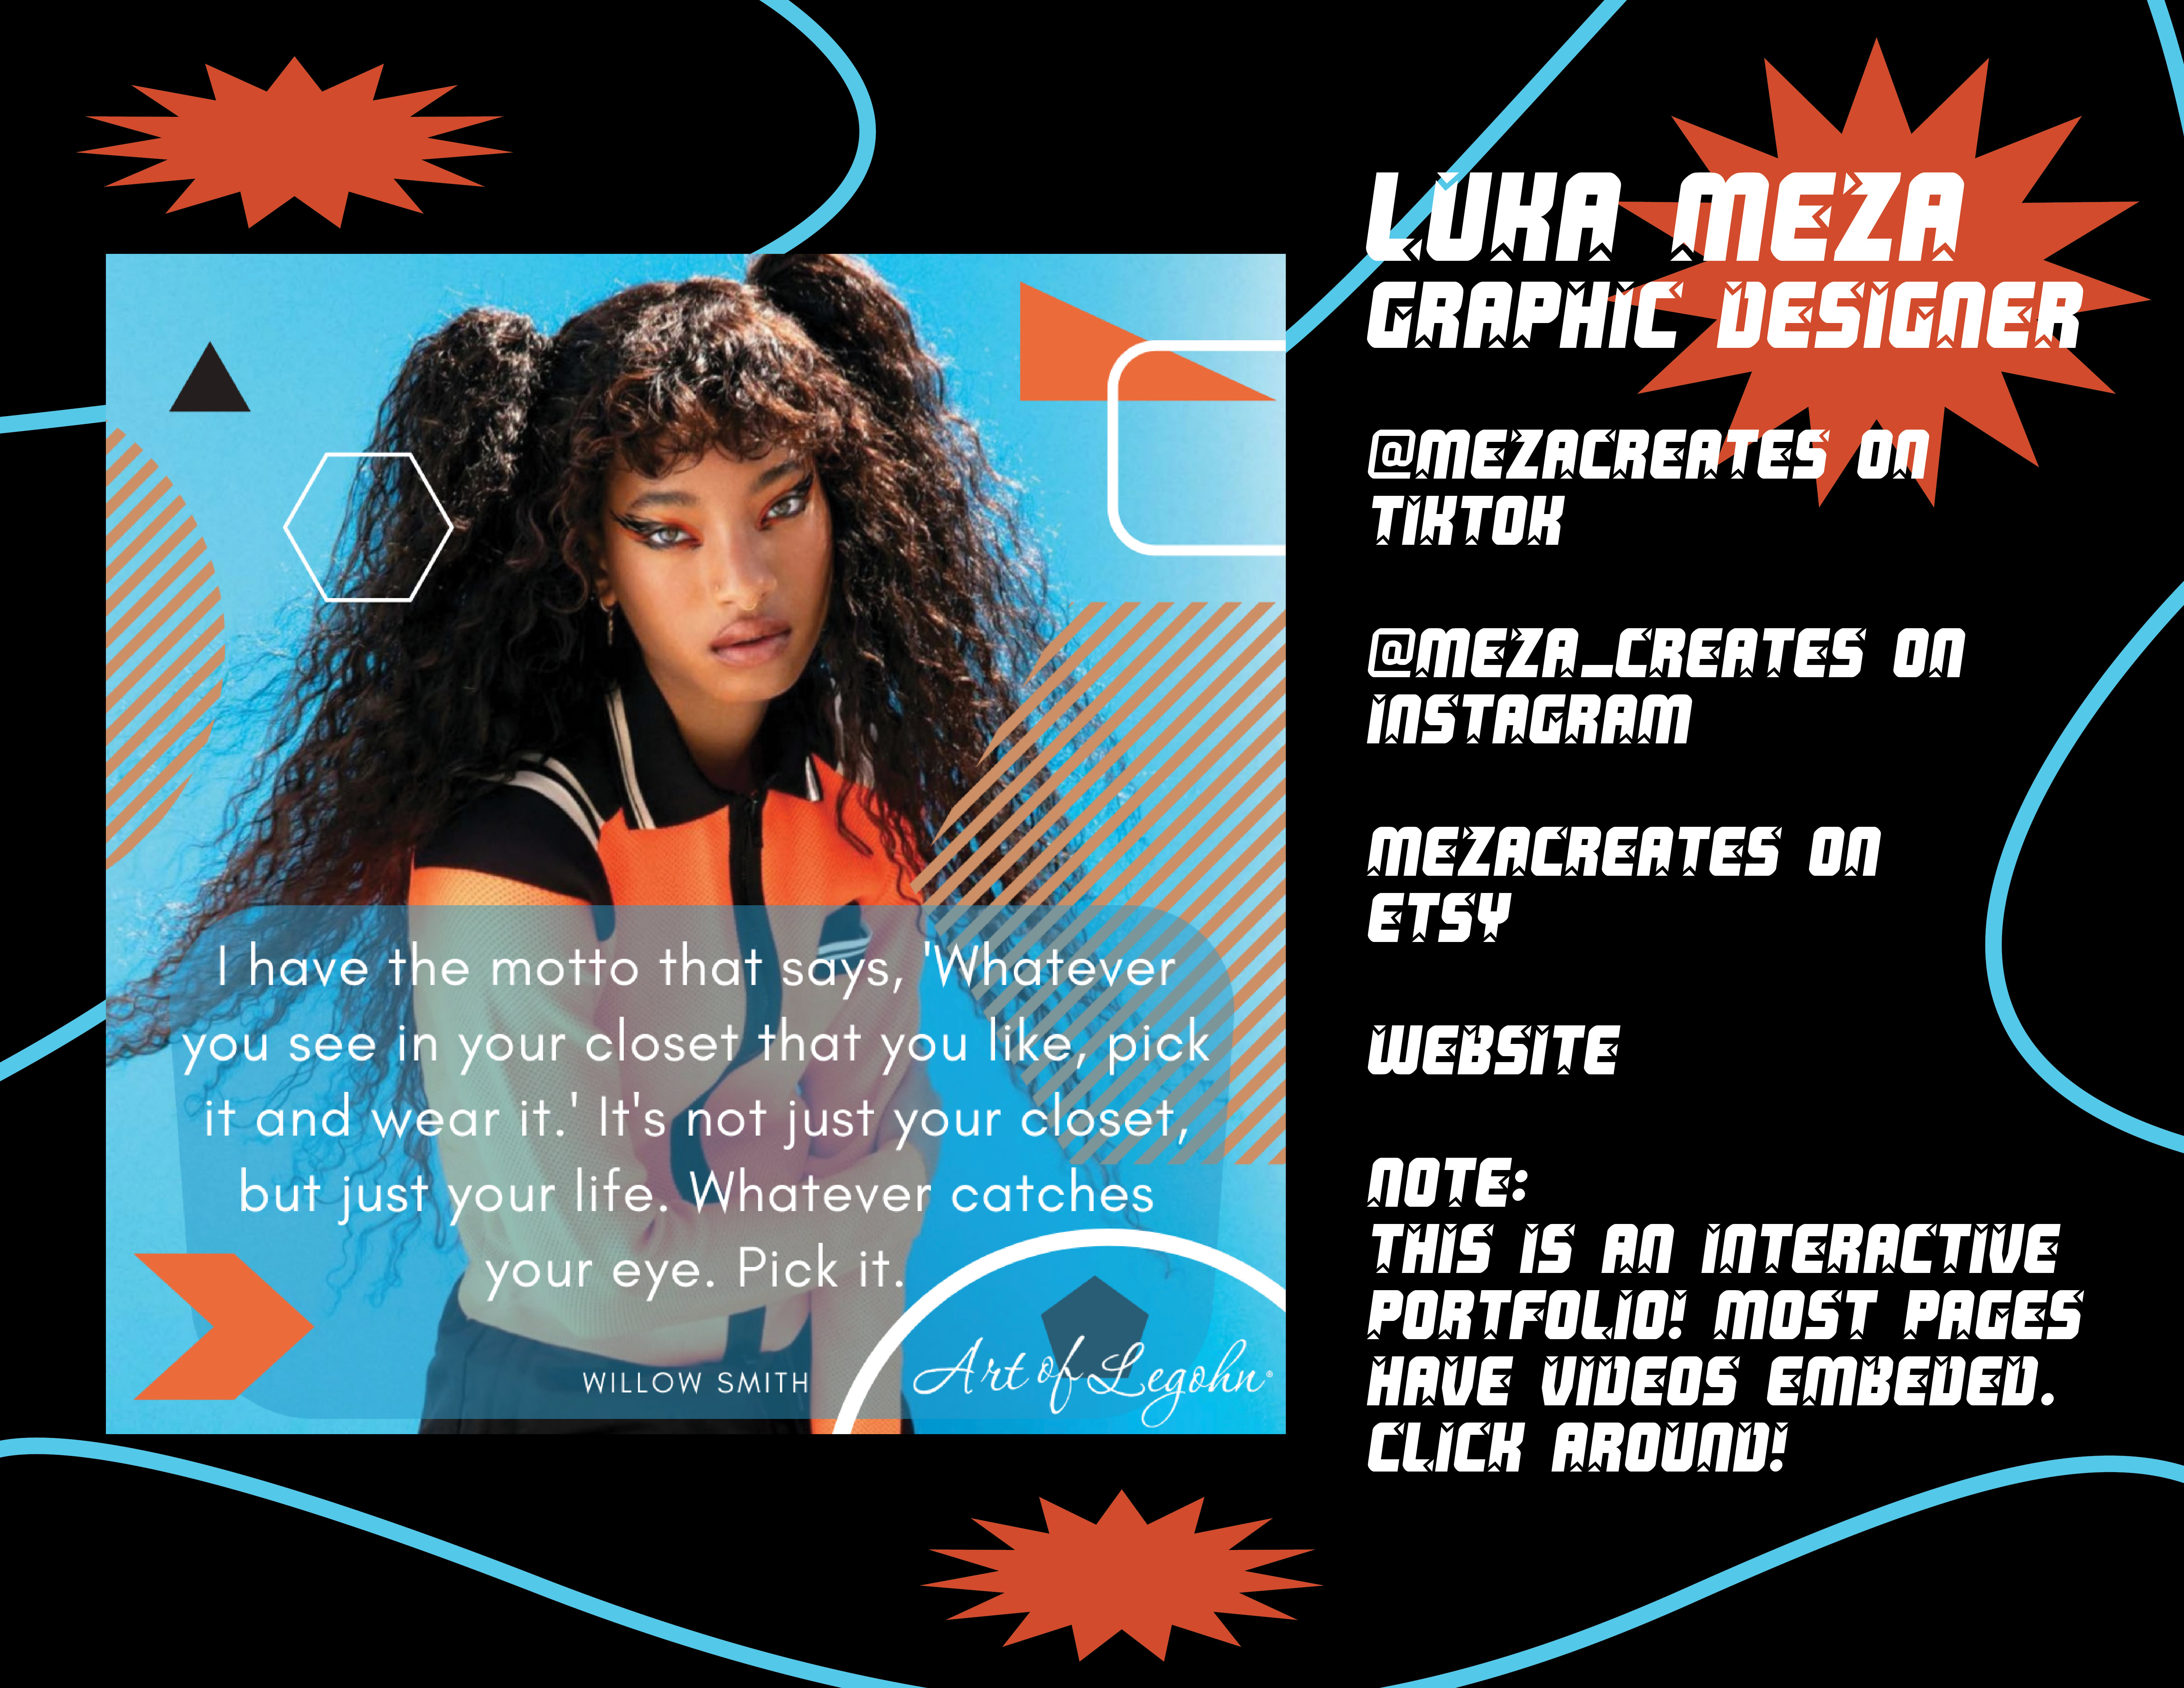 LUKA MEZA
GRAPHIC DESIGNER
@MEZACREATES ON
TIKTOK
@MEZA_CREATES ON
INSTAGRAM
MEZACREATES ON
ETSY
WEBSITE
NOTE:
THIS IS AN INTERACTIVE
PORTFOLIO! MOST PAGES
HAVE VIDEOS EMBEDED.
CLICK AROUND!
I have the motto that says, 'Whatever
you see in your closet that you like, pick
it and wear it.' It's not just your closet,
but just your life. Whatever catches
your eye. Pick it.
WILLOW SMITH
Art of Legohn®